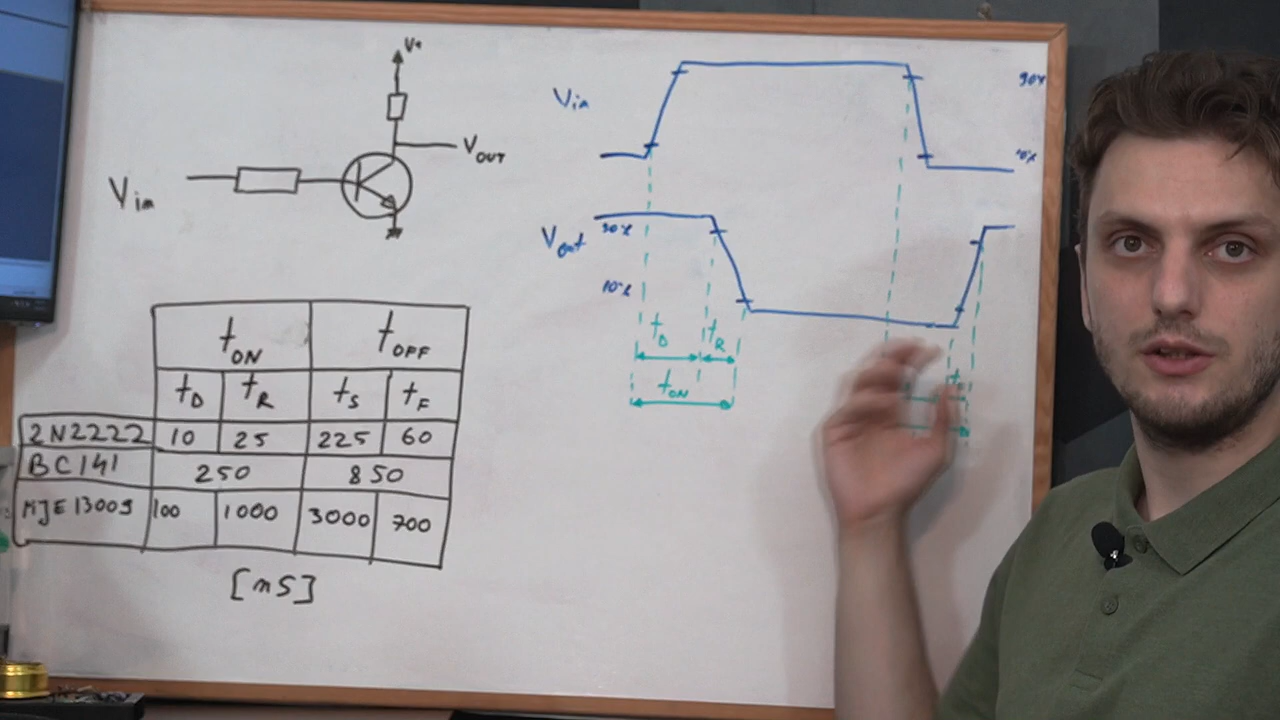 V+
Vin
VOUT
Vin
90%
10%
Vout
90%
10%
tD tR
tON
tON tOFF
tD tR tS tF
2N2222 10 25 225 60
BC141 250 850
MJE13009 100 1000 3000 700
[nS]